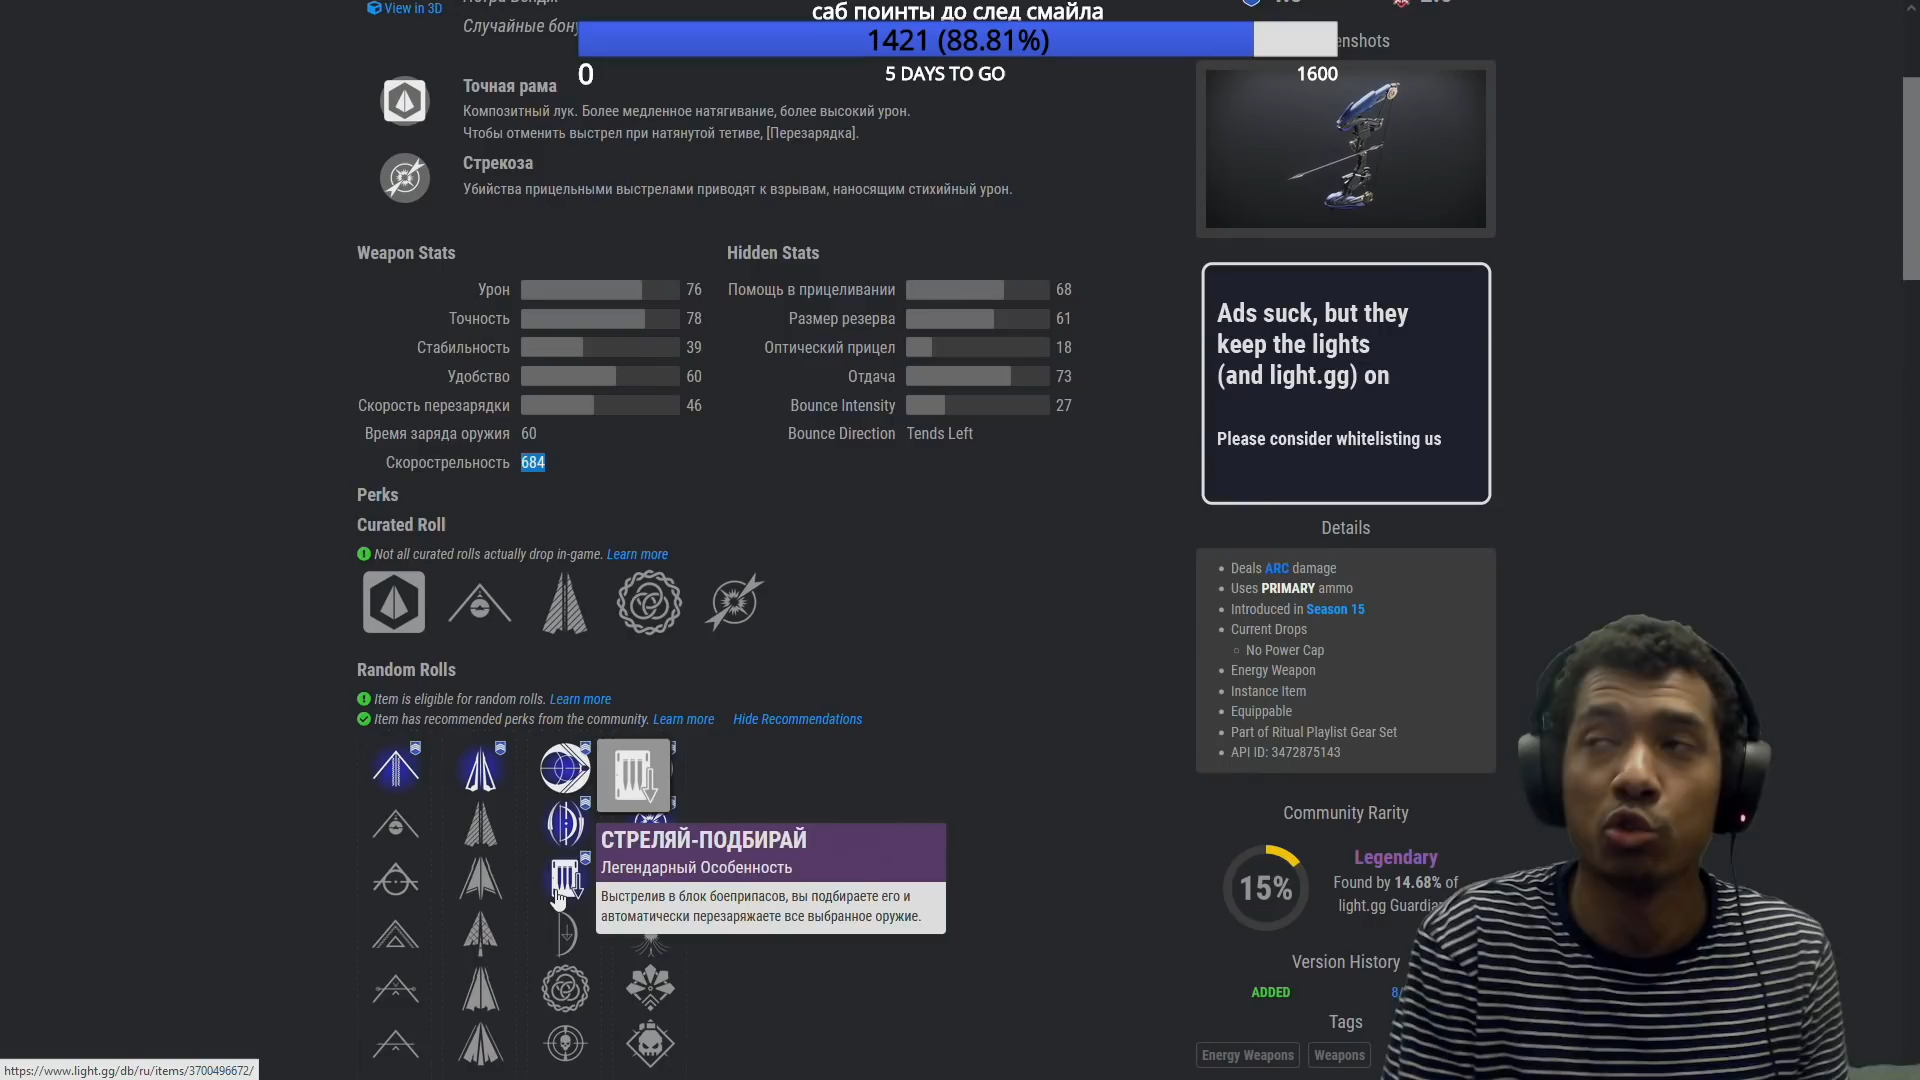 View in 3D
Случайные бону
саб поинты до след смайла
1421 (88.81%)
0
5 DAYS TO GO
1600
enshots
Точная рама
Композитный лук. Более медленное натягивание, более высокий урон.
Чтобы отменить выстрел при натянутой тетиве, [Перезарядка].
Стрекоза
Убийства прицельными выстрелами приводят к взрывам, наносящим стихийный урон.
Weapon Stats
Урон 76
Точность 78
Стабильность 39
Удобство 60
Скорость перезарядки 46
Время заряда оружия 60
Скорострельность 684
Hidden Stats
Помощь в прицеливании 68
Размер резерва 61
Оптический прицел 18
Отдача 73
Bounce Intensity 27
Bounce Direction Tends Left
Perks
Curated Roll
Not all curated rolls actually drop in-game. Learn more
Random Rolls
Item is eligible for random rolls. Learn more
Item has recommended perks from the community. Learn more Hide Recommendations
СТРЕЛЯЙ-ПОДБИРАЙ
Легендарный Особенность
Выстрелив в блок боеприпасов, вы подбираете его и
автоматически перезаряжаете все выбранное оружие.
Ads suck, but they
keep the lights
(and light.gg) on
Please consider whitelisting us
Details
Deals ARC damage
Uses PRIMARY ammo
Introduced in Season 15
Current Drops
No Power Cap
Energy Weapon
Instance Item
Equippable
Part of Ritual Playlist Gear Set
API ID: 3472875143
Community Rarity
15%
Legendary
Found by 14.68% of
light.gg Guardian
Version History
ADDED 8/
Tags
Energy Weapons Weapons
https://www.light.gg/db/ru/items/3700496672/